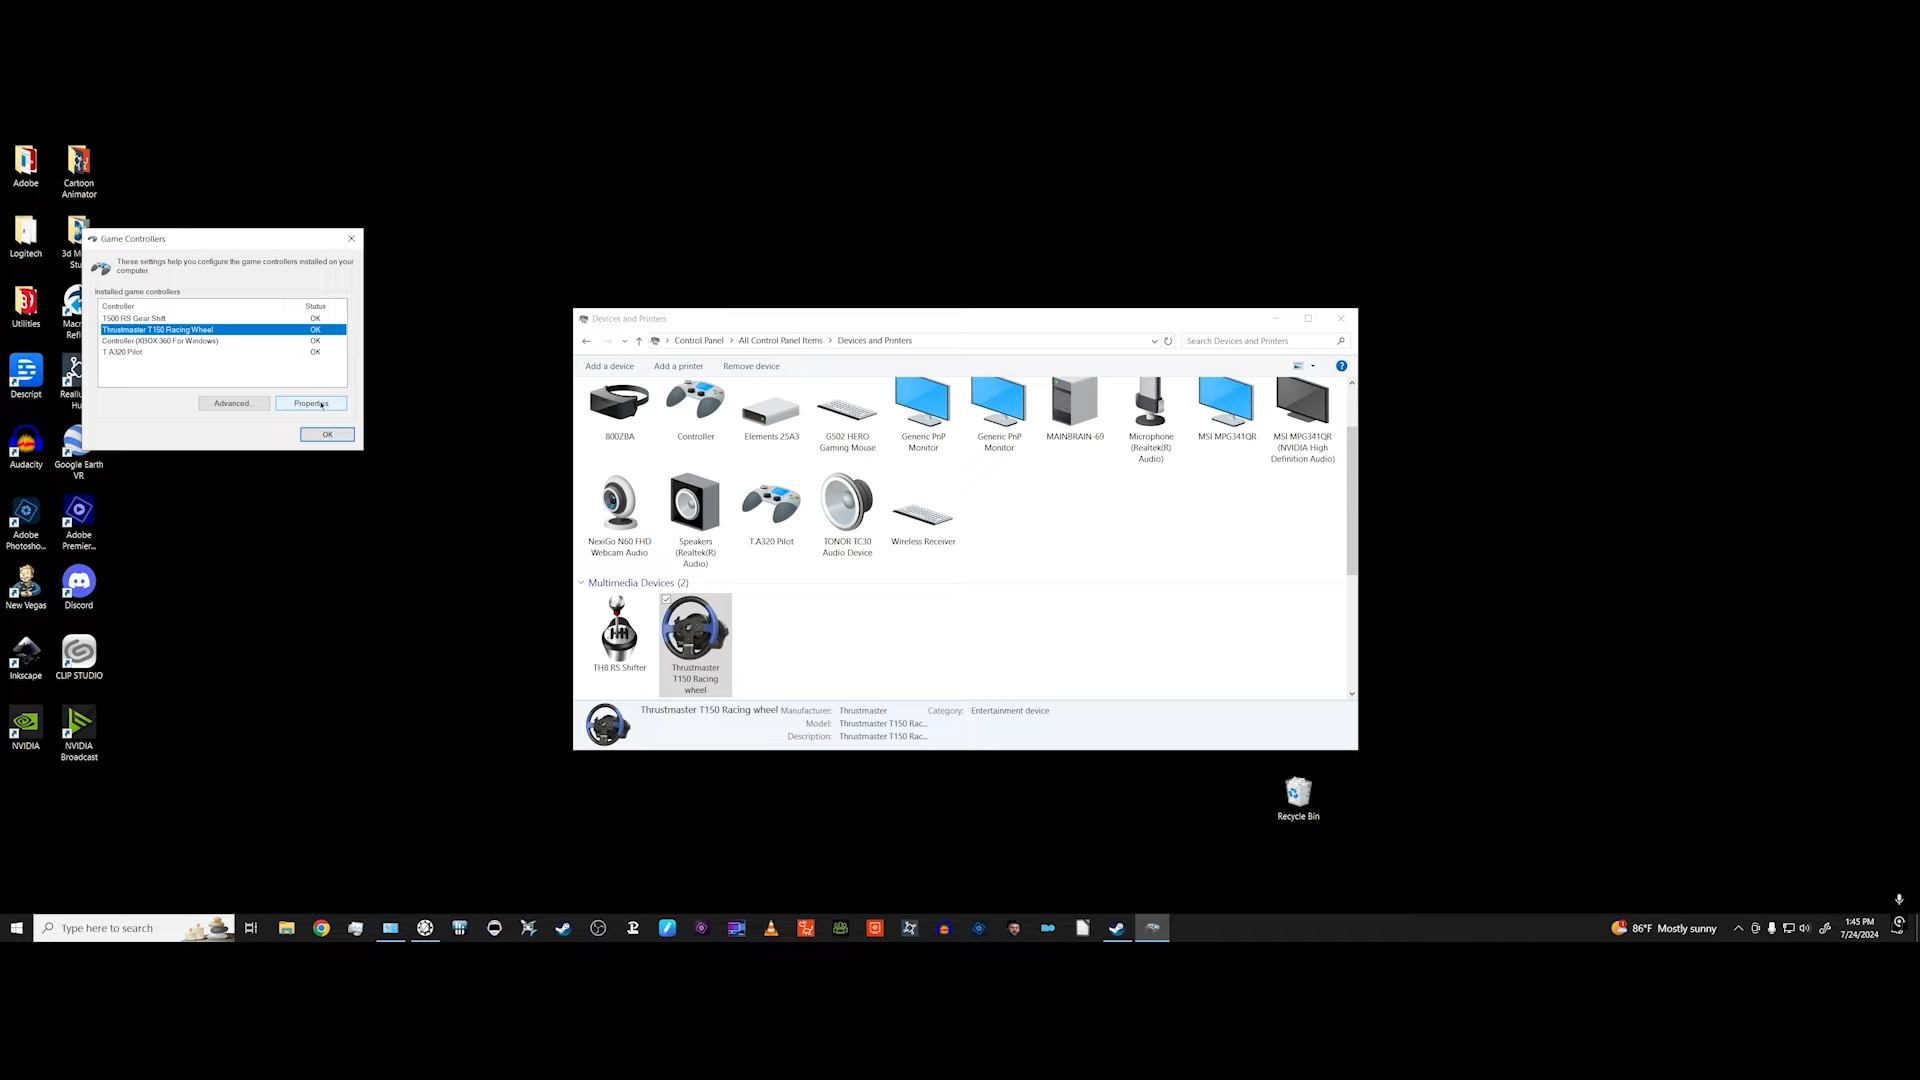 Adobe
Cartoon
Animator
Logitech
Utilities
Descript
Audacity
Google Earth
VR
Adobe
Photosho...
Adobe
Premier...
New Vegas
Discord
Inkscape
CLIP STUDIO
NVIDIA
NVIDIA
Broadcast
Game Controllers
These settings help you configure the game controllers installed on your
computer.
Installed game controllers
Controller Status
T500 RS Gear Shift OK
Thrustmaster T150 Racing Wheel OK
Controller (XBOX 360 For Windows) OK
T.A320 Pilot OK
Advanced...
Properties
OK
Devices and Printers
Control Panel > All Control Panel Items > Devices and Printers
Search Devices and Printers
Add a device Add a printer Remove device
800ZBA
Controller
Elements 25A3
G502 HERO
Gaming Mouse
Generic PnP
Monitor
Generic PnP
Monitor
MAINBRAIN-69
Microphone
(Realtek(R)
Audio)
MSI MPG341QR
MSI MPG341QR
(NVIDIA High
Definition Audio)
NexiGo N60 FHD
Webcam Audio
Speakers
(Realtek(R)
Audio)
T.A320 Pilot
TONOR TC30
Audio Device
Wireless Receiver
Multimedia Devices (2)
TH8 RS Shifter
Thrustmaster
T150 Racing
wheel
Thrustmaster T150 Racing wheel Manufacturer: Thrustmaster Category: Entertainment device
Model: Thrustmaster T150 Rac...
Description: Thrustmaster T150 Rac...
Recycle Bin
Type here to search
86°F Mostly sunny
1:45 PM
7/24/2024